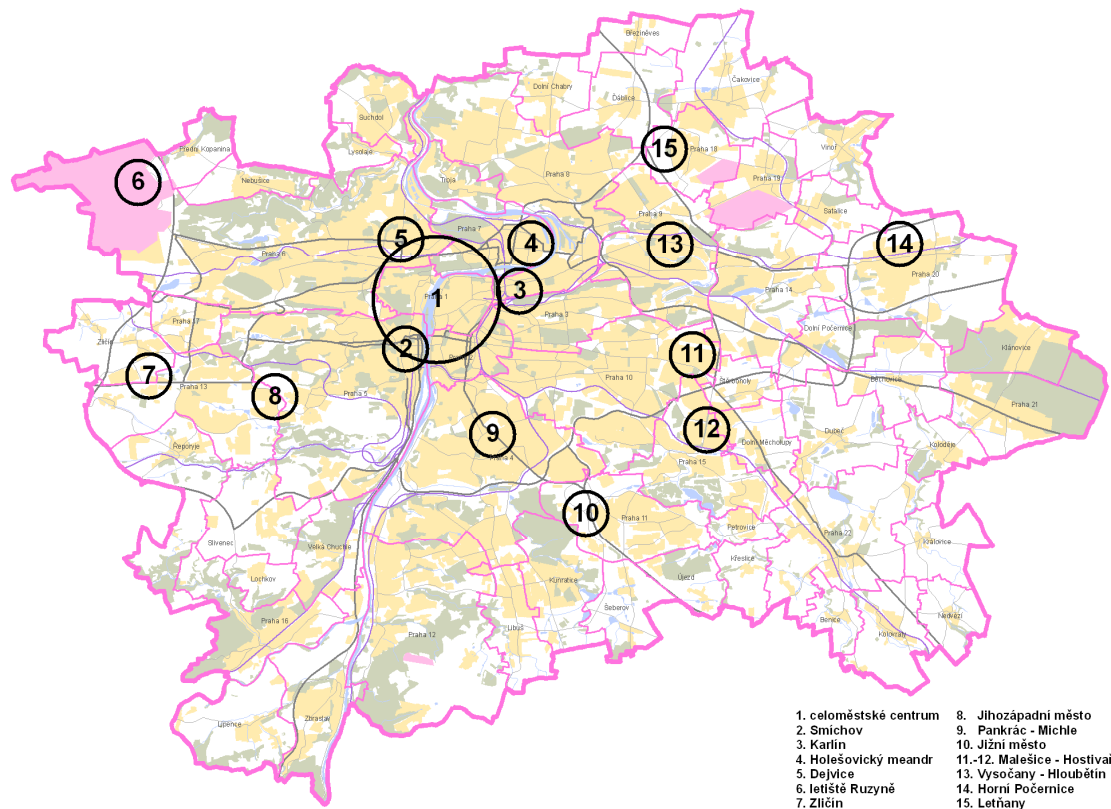 Březiněves
Čakovice
Dolní Chabry
Ďáblice
Suchdol
15
Praha 18
Přední Kopanina
Vinoř
Lysolaje
Praha 8
6
Nebušice
Troja
Praha 19
Satalice
Praha 9
Praha 7
5
4
13
14
Praha 6
Praha 20
3
Praha 14
Praha 1
1
Praha 3
Praha 17
Dolní Počernice
Zličín
2
Praha 2
11
Klánovice
7
Praha 13
Praha 10
Štěrboholy
Běchovice
8
Praha 5
Praha 21
9
12
Dubeč
Řeporyje
Dolní Měcholupy
Koloděje
Praha 4
Praha 15
10
Praha 11
Petrovice
Praha 22
Slivenec
Velká Chuchle
Královice
Křeslice
Lochkov
Kunratice
Újezd
Šeberov
Praha 16
Benice
Nedvězí
Libuš
Praha 12
Kolovraty
Lipence
Zbraslav
1. celoměstské centrum
2. Smíchov
3. Karlín
4. Holešovický meandr
5. Dejvice
6. letiště Ruzyně
7. Zličín
8. Jihozápadní město
9. Pankrác - Michle
10. Jižní město
11.-12. Malešice - Hostivař
13. Vysočany - Hloubětín
14. Horní Počernice
15. Letňany